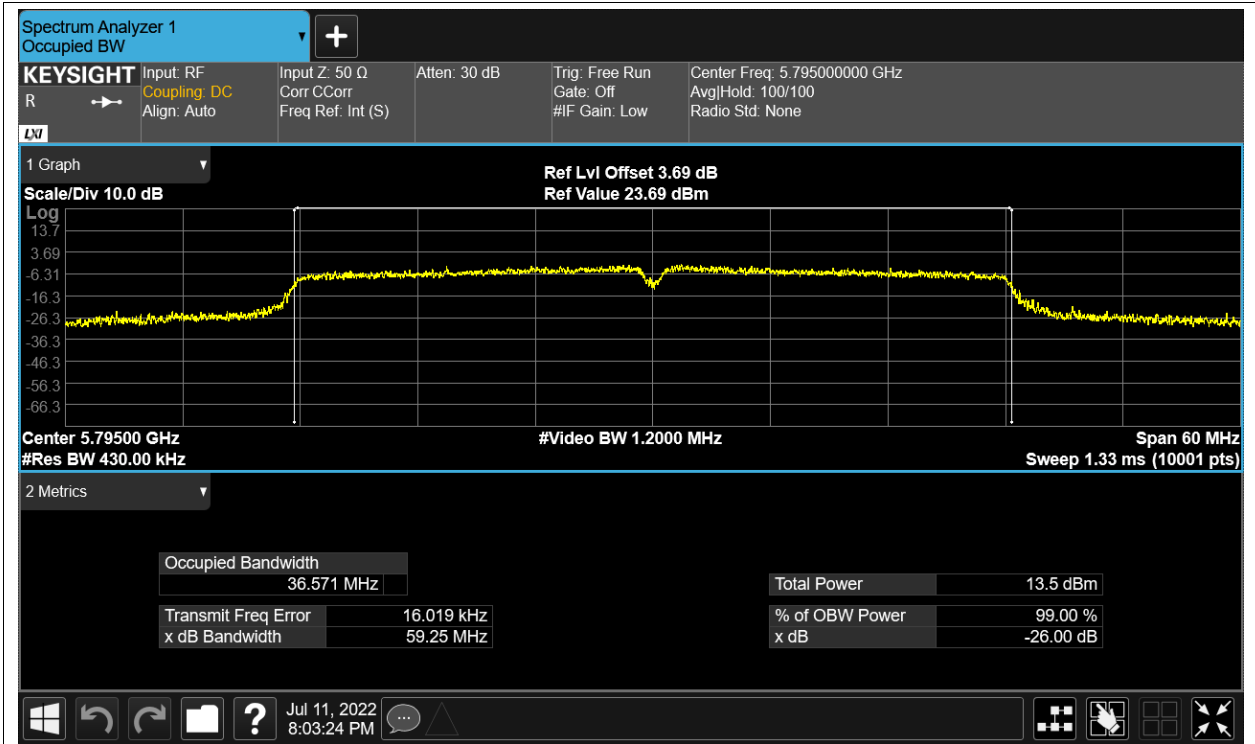 Spectrum Analyzer 1
Occupied BW
KEYSIGHT
R
LXI
Input: RF
Coupling: DC
Align: Auto
Input Z: 50 Ω
Corr CCorr
Freq Ref: Int (S)
Atten: 30 dB
Trig: Free Run
Gate: Off
#IF Gain: Low
Center Freq: 5.795000000 GHz
Avg|Hold: 100/100
Radio Std: None
1 Graph
Scale/Div 10.0 dB
Ref Lvl Offset 3.69 dB
Ref Value 23.69 dBm
Log
13.7
3.69
-6.31
-16.3
-26.3
-36.3
-46.3
-56.3
-66.3
Center 5.79500 GHz
#Video BW 1.2000 MHz
Span 60 MHz
#Res BW 430.00 kHz
Sweep 1.33 ms (10001 pts)
2 Metrics
Occupied Bandwidth
36.571 MHz
Total Power 13.5 dBm
Transmit Freq Error 16.019 kHz
% of OBW Power 99.00 %
x dB Bandwidth 59.25 MHz
x dB -26.00 dB
?
Jul 11, 2022
8:03:24 PM